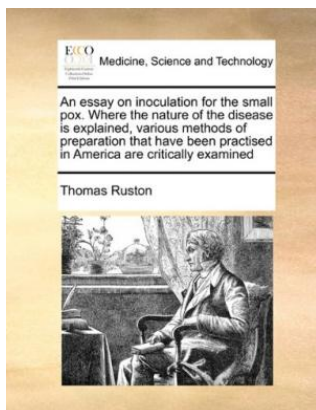 ECCO
Medicine, Science and Technology
An essay on inoculation for the small
pox. Where the nature of the disease
is explained, various methods of
preparation that have been practised
in America are critically examined
Thomas Ruston